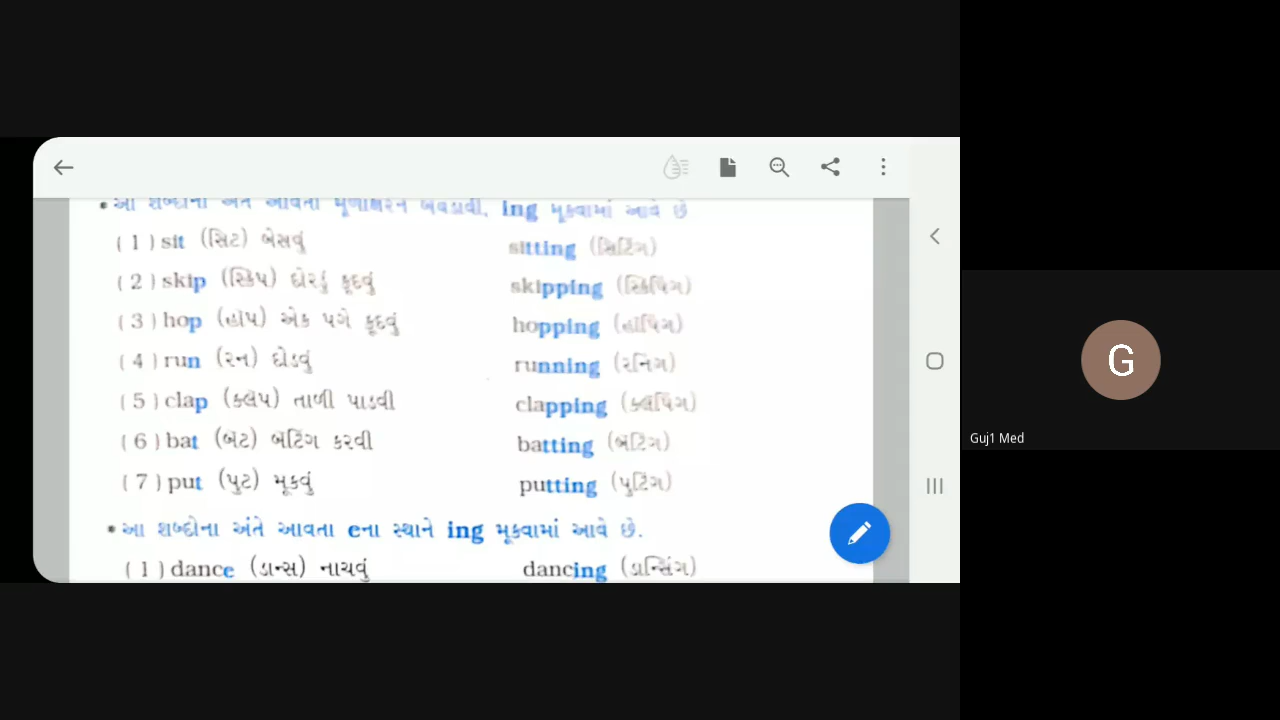 • આ શબ્દોના અંતે આવતા મૂળાક્ષરને બેવડાવી, ing મૂકવામાં આવે છે
( 1 ) sit (સિટ) બેસવું sitting (સિટિંગ)
( 2 ) skip (સ્કિપ) દોરડું કૂદવું skipping (સ્કિપિંગ)
( 3 ) hop (હૉપ) એક પગે કૂદવું hopping (હૉપિંગ)
( 4 ) run (રન) દોડવું running (રનિંગ)
( 5 ) clap (ક્લૅપ) તાળી પાડવી clapping (ક્લૅપિંગ)
( 6 ) bat (બૅટ) બૅટિંગ કરવી batting (બૅટિંગ)
( 7 ) put (પુટ) મૂકવું putting (પુટિંગ)
• આ શબ્દોના અંતે આવતા eના સ્થાને ing મૂકવામાં આવે છે.
( 1 ) dance (ડાન્સ) નાચવું dancing (ડાન્સિંગ)
G
Guj1 Med